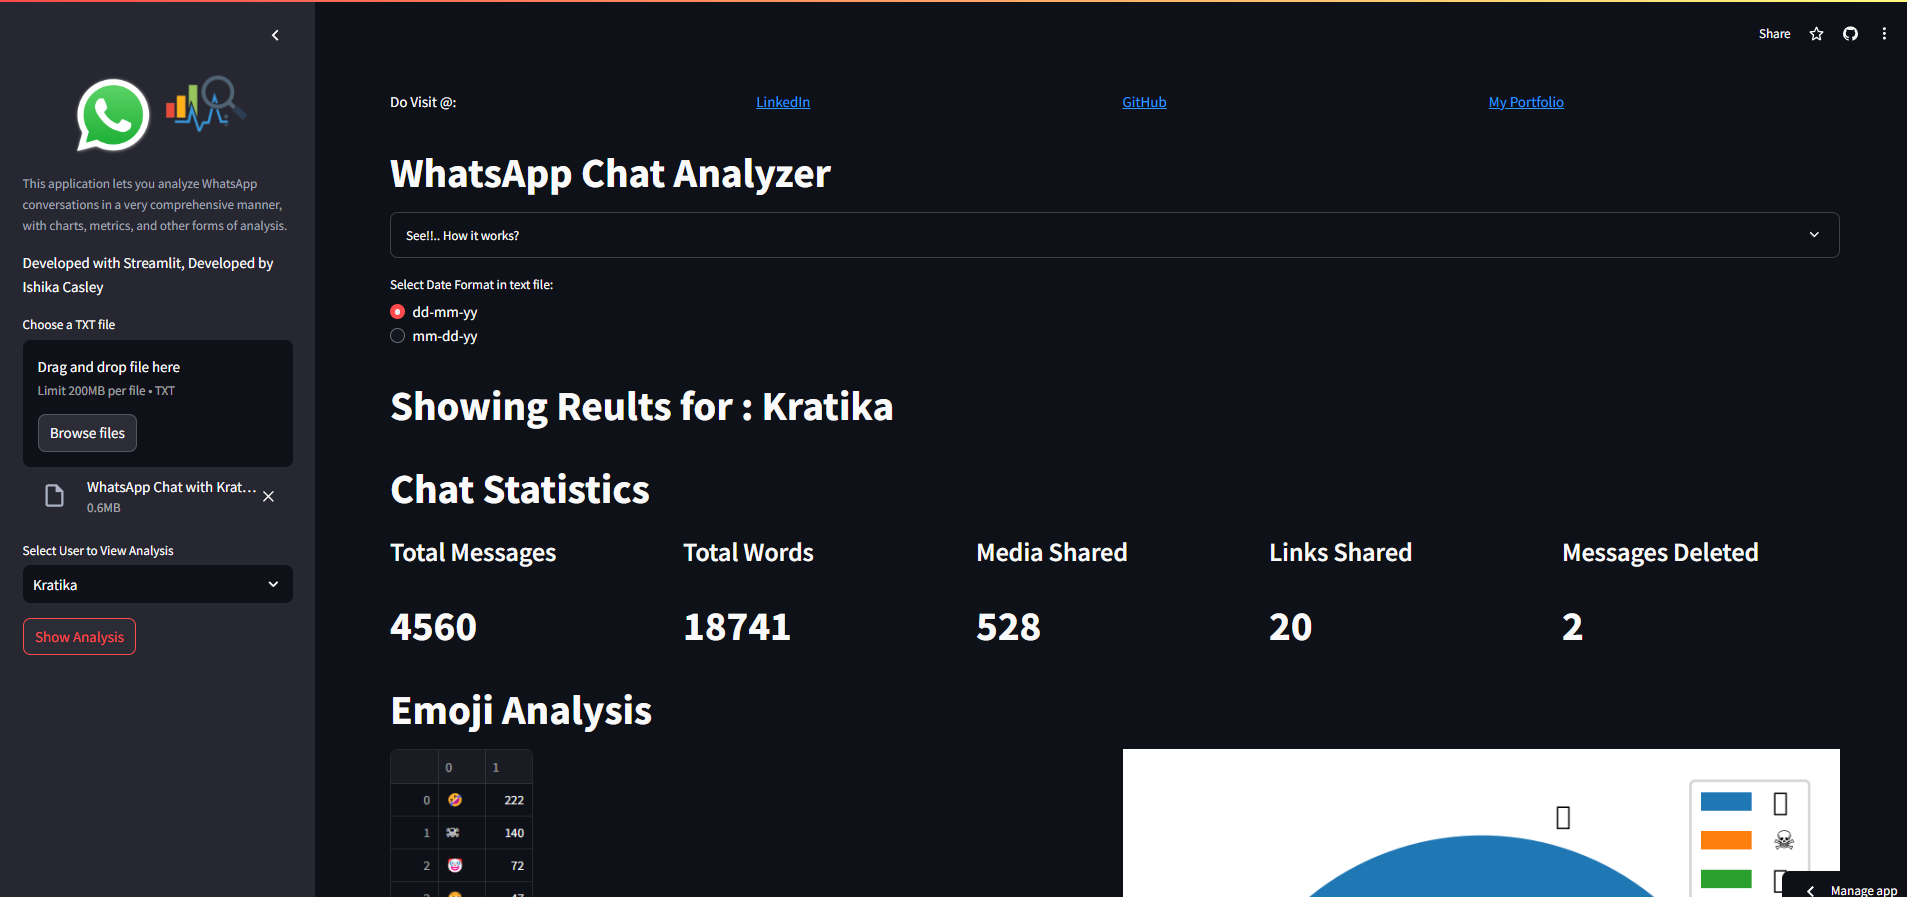 Share
This application lets you analyze WhatsApp
conversations in a very comprehensive manner,
with charts, metrics, and other forms of analysis.
Developed with Streamlit, Developed by
Ishika Casley
Choose a TXT file
Drag and drop file here
Limit 200MB per file • TXT
Browse files
WhatsApp Chat with Krat...
0.6MB
Select User to View Analysis
Kratika
Show Analysis
Do Visit @: LinkedIn GitHub My Portfolio
WhatsApp Chat Analyzer
See!!.. How it works?
Select Date Format in text file:
dd-mm-yy
mm-dd-yy
Showing Reults for : Kratika
Chat Statistics
Total Messages Total Words Media Shared Links Shared Messages Deleted
4560 18741 528 20 2
Emoji Analysis
0 1
0 🤣 222
1 ☠ 140
2 🤡 72
Manage app